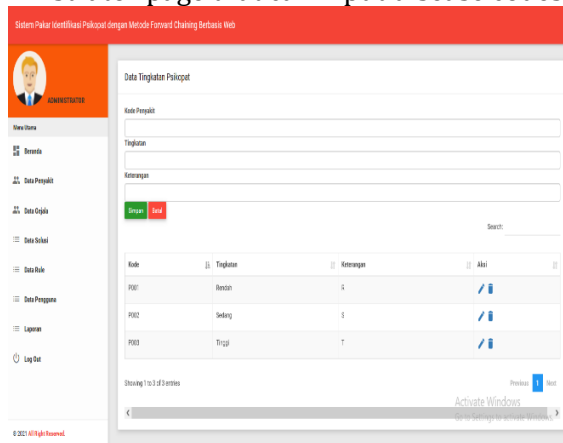 Sistem Pakar Identifikasi Psikopat dengan Metode Forward Chaining Berbasis Web
ADMINISTRATOR
Menu Utama
Beranda
Data Penyakit
Data Gejala
Data Solusi
Data Rule
Data Pengguna
Laporan
Log Out
© 2021 All Right Reserved.
Data Tingkatan Psikopat
Kode Penyakit
Tingkatan
Keterangan
Simpan Batal
Search:
Kode Tingkatan Keterangan Aksi
P001 Rendah R
P002 Sedang S
P003 Tinggi T
Showing 1 to 3 of 3 entries
Previous 1 Next
Activate Windows
Go to Settings to activate Windows.